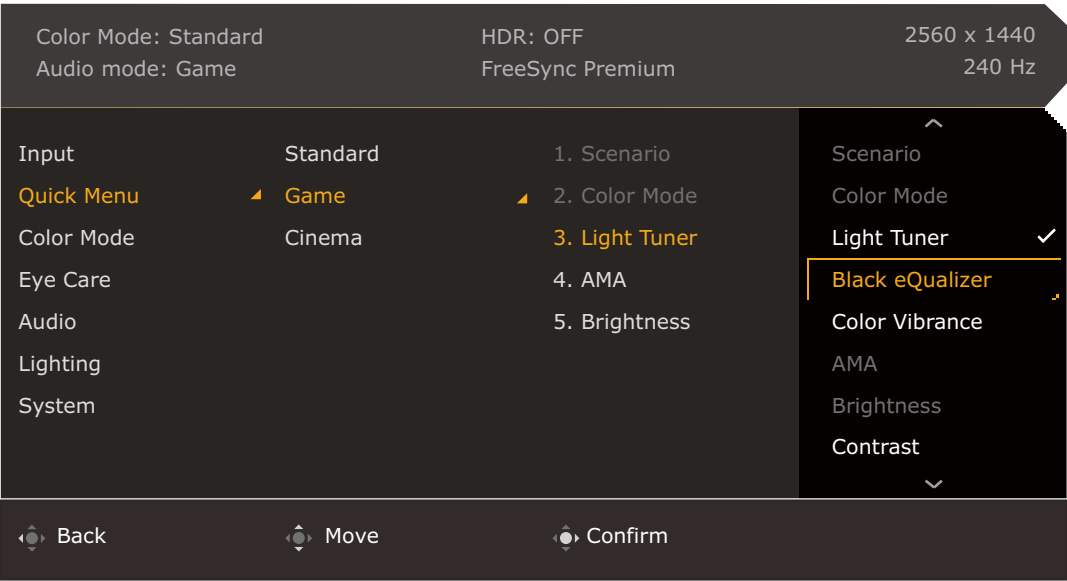 Color Mode: Standard HDR: OFF 2560 x 1440
Audio mode: Game FreeSync Premium 240 Hz
Input Standard 1. Scenario Scenario
Quick Menu Game 2. Color Mode Color Mode
Color Mode Cinema 3. Light Tuner Light Tuner
Eye Care 4. AMA Black eQualizer
Audio 5. Brightness Color Vibrance
Lighting AMA
System Brightness
Contrast
Back Move Confirm